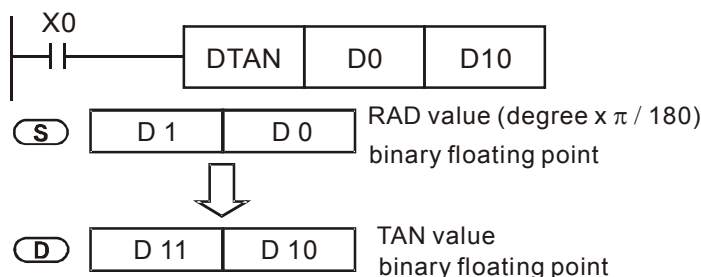 X0
DTAN D0 D10
S D 1 D 0 RAD value (degree x π / 180)
binary floating point
D D 11 D 10 TAN value
binary floating point